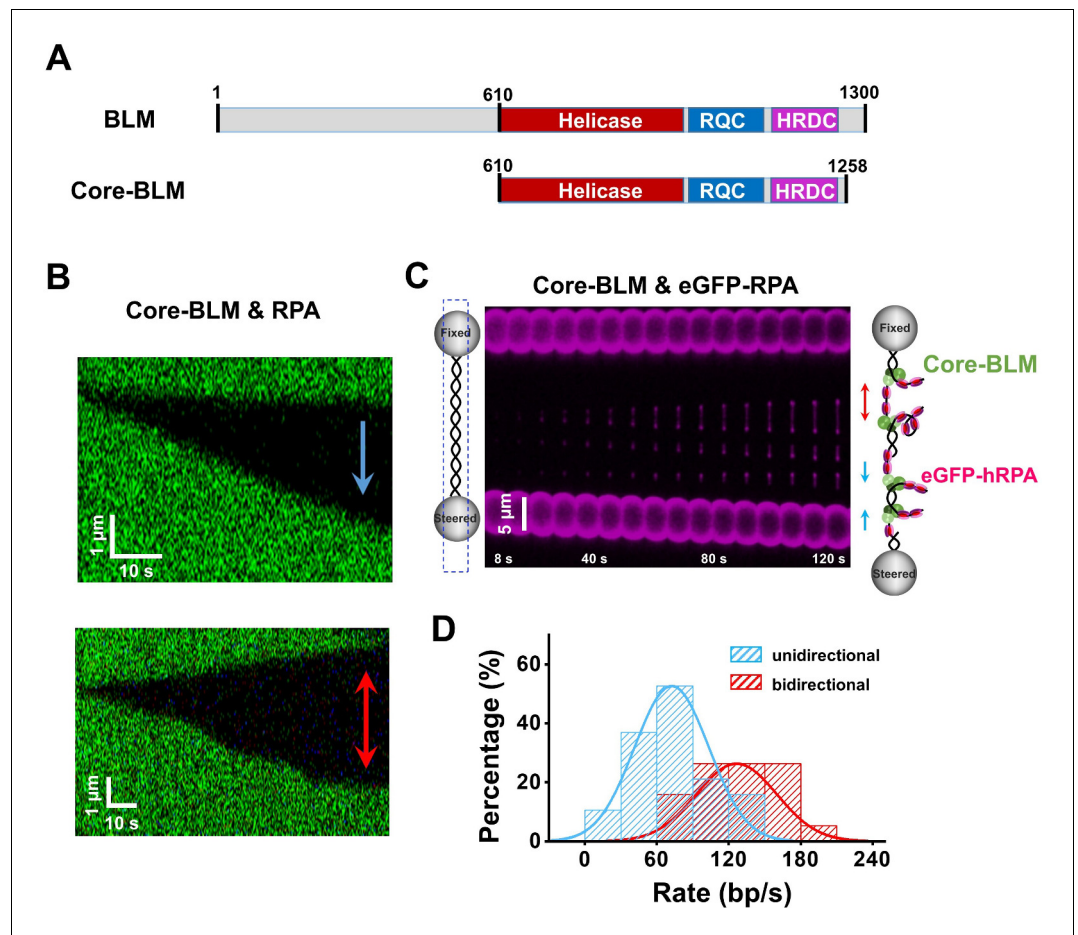 A
1
610
1300
BLM
Helicase
RQC
HRDC
610
1258
Core-BLM
Helicase
RQC
HRDC
B
Core-BLM & RPA
1 µm
10 s
1 µm
10 s
C
Core-BLM & eGFP-RPA
Fixed
Steered
5 µm
8 s
40 s
80 s
120 s
Fixed
Core-BLM
eGFP-hRPA
Steered
D
unidirectional
bidirectional
Percentage (%)
60
40
20
0
0
60
120
180
240
Rate (bp/s)